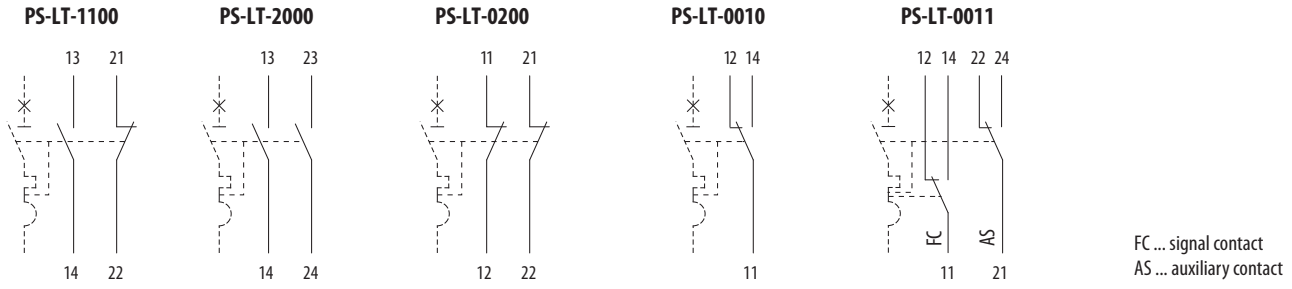 PS-LT-1100 PS-LT-2000 PS-LT-0200 PS-LT-0010 PS-LT-0011
13 21 13 23 11 21 12 14 12 14 22 24
FC AS
14 22 14 24 12 22 11 11 21
FC ... signal contact
AS ... auxiliary contact